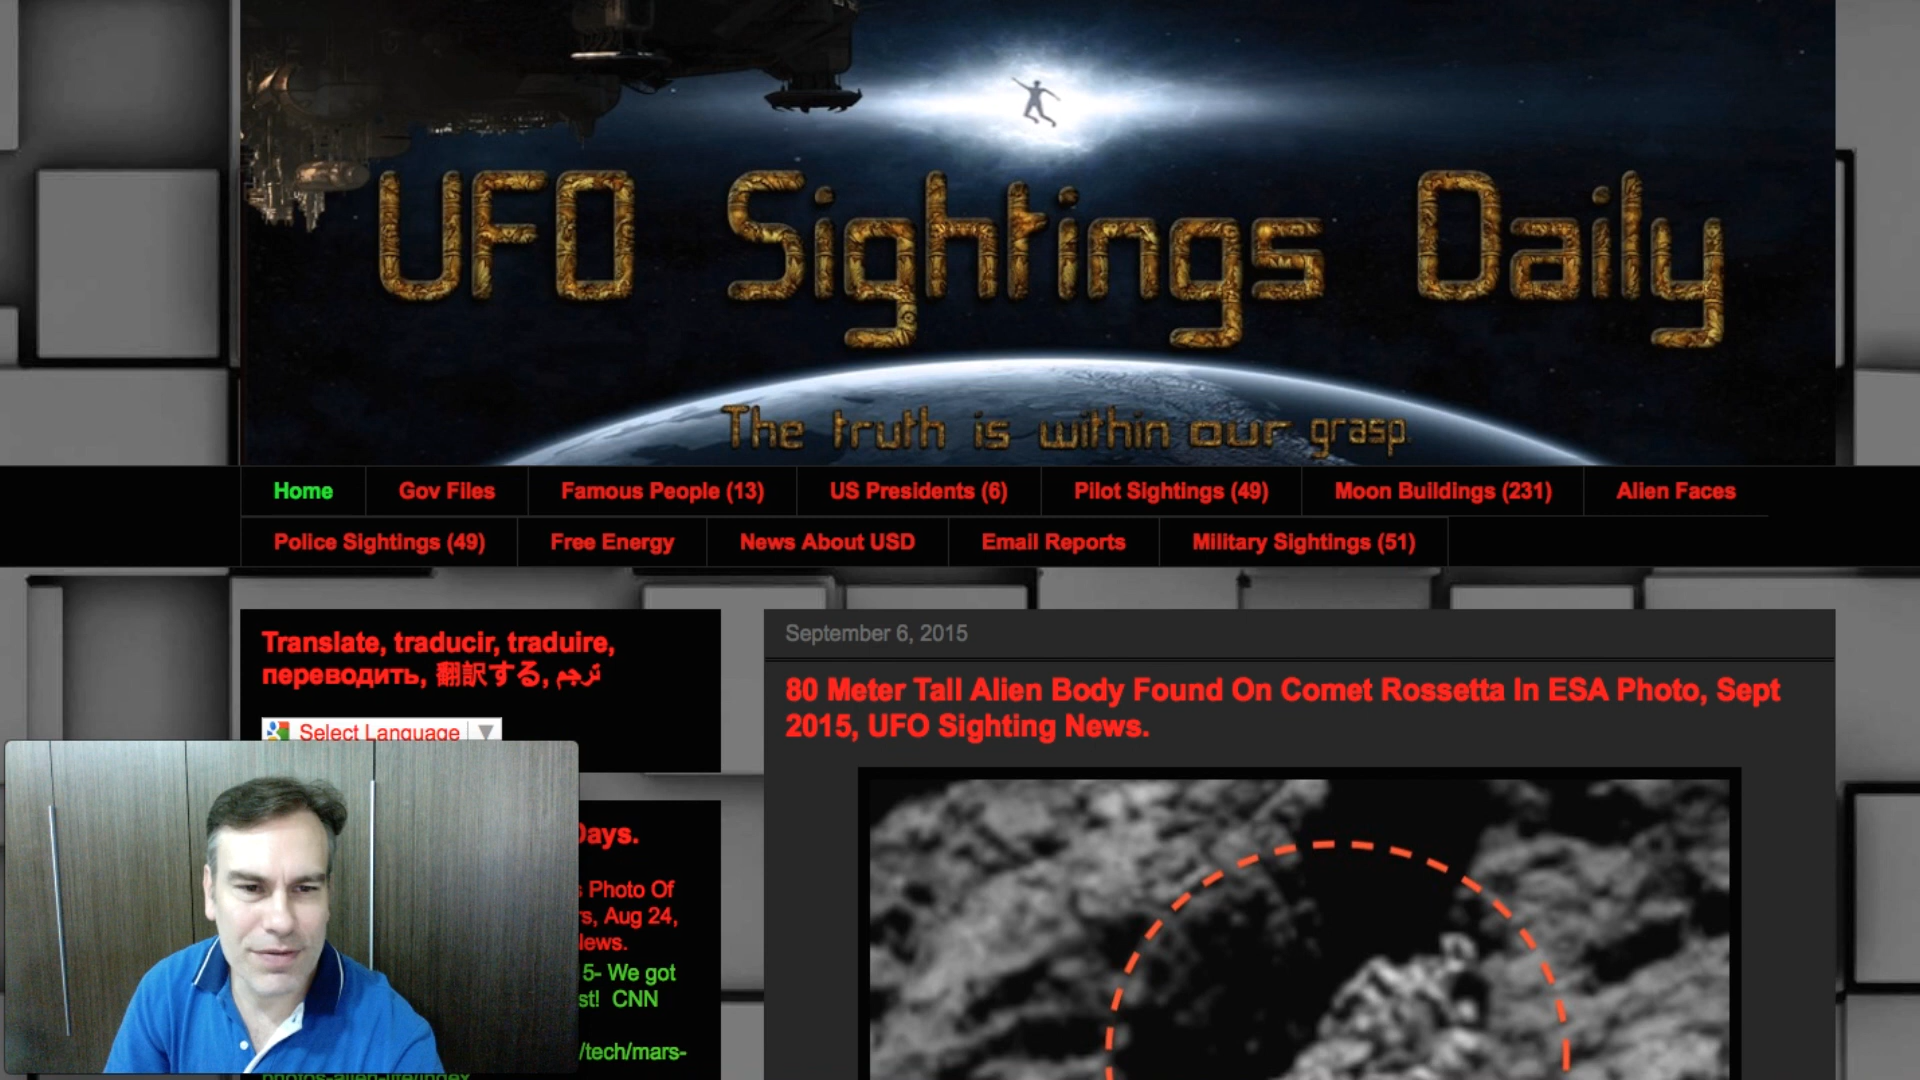 UFO Sightings Daily
The truth is within our grasp.
Home
Gov Files
Famous People (13)
US Presidents (6)
Pilot Sightings (49)
Moon Buildings (231)
Alien Faces
Police Sightings (49)
Free Energy
News About USD
Email Reports
Military Sightings (51)
Translate, traducir, traduire,
переводить, 翻訳する, ترجم
Select Language
Days.
Photo Of
Aug 24,
5- We got
CNN
/tech/mars-
photos-alien-life/index
September 6, 2015
80 Meter Tall Alien Body Found On Comet Rossetta In ESA Photo, Sept
2015, UFO Sighting News.